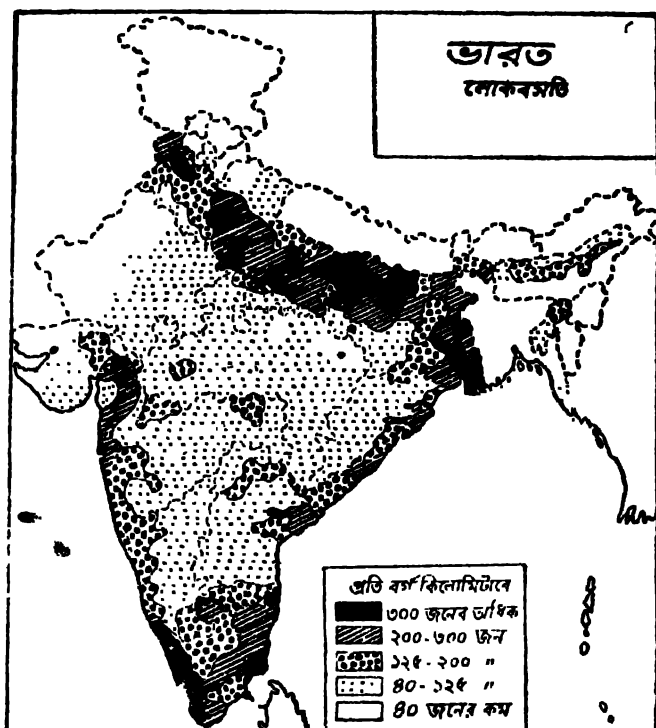 ভারত
লোকবসতি
প্রতি বর্গ কিলোমিটারে
৩০০ জনের অধিক
২০০-৩০০ জন
১২৫-২০০ "
৪০-১২৫ "
৪০ জনের কম